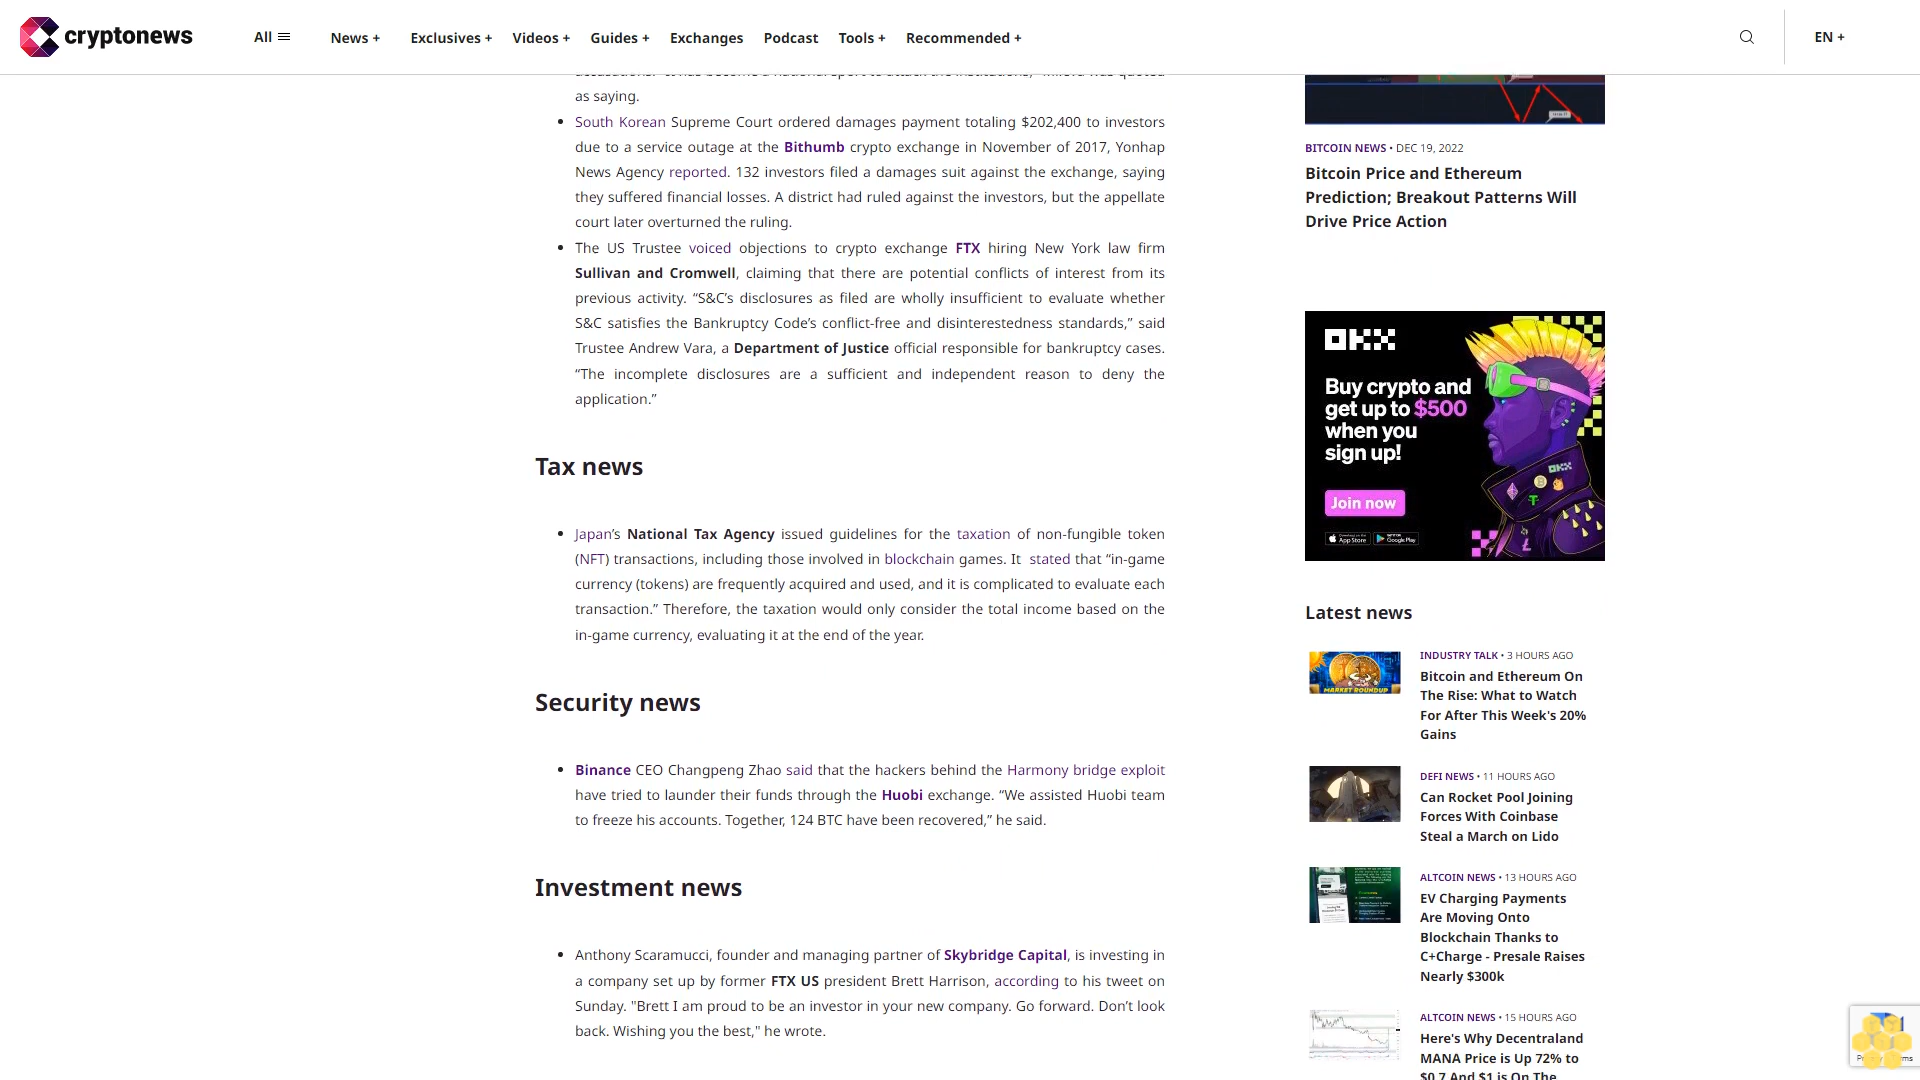 cryptonews
All
News +
Exclusives +
Videos +
Guides +
Exchanges
Podcast
Tools +
Recommended +
EN +
as saying.
South Korean Supreme Court ordered damages payment totaling $202,400 to investors
due to a service outage at the Bithumb crypto exchange in November of 2017, Yonhap
News Agency reported. 132 investors filed a damages suit against the exchange, saying
they suffered financial losses. A district had ruled against the investors, but the appellate
court later overturned the ruling.
The US Trustee voiced objections to crypto exchange FTX hiring New York law firm
Sullivan and Cromwell, claiming that there are potential conflicts of interest from its
previous activity. “S&C’s disclosures as filed are wholly insufficient to evaluate whether
S&C satisfies the Bankruptcy Code’s conflict-free and disinterestedness standards,” said
Trustee Andrew Vara, a Department of Justice official responsible for bankruptcy cases.
“The incomplete disclosures are a sufficient and independent reason to deny the
application.”
Tax news
Japan’s National Tax Agency issued guidelines for the taxation of non-fungible token
(NFT) transactions, including those involved in blockchain games. It stated that “in-game
currency (tokens) are frequently acquired and used, and it is complicated to evaluate each
transaction.” Therefore, the taxation would only consider the total income based on the
in-game currency, evaluating it at the end of the year.
Security news
Binance CEO Changpeng Zhao said that the hackers behind the Harmony bridge exploit
have tried to launder their funds through the Huobi exchange. “We assisted Huobi team
to freeze his accounts. Together, 124 BTC have been recovered,” he said.
Investment news
Anthony Scaramucci, founder and managing partner of Skybridge Capital, is investing in
a company set up by former FTX US president Brett Harrison, according to his tweet on
Sunday. "Brett I am proud to be an investor in your new company. Go forward. Don’t look
back. Wishing you the best," he wrote.
BITCOIN NEWS • DEC 19, 2022
Bitcoin Price and Ethereum
Prediction; Breakout Patterns Will
Drive Price Action
OKX
Buy crypto and
get up to $500
when you
sign up!
Join now
App Store
Google Play
OKX
Latest news
MARKET ROUNDUP
INDUSTRY TALK • 3 HOURS AGO
Bitcoin and Ethereum On
The Rise: What to Watch
For After This Week's 20%
Gains
DEFI NEWS • 11 HOURS AGO
Can Rocket Pool Joining
Forces With Coinbase
Steal a March on Lido
ALTCOIN NEWS • 13 HOURS AGO
EV Charging Payments
Are Moving Onto
Blockchain Thanks to
C+Charge - Presale Raises
Nearly $300k
ALTCOIN NEWS • 15 HOURS AGO
Here's Why Decentraland
MANA Price is Up 72% to
$0.7 And $1 is On The